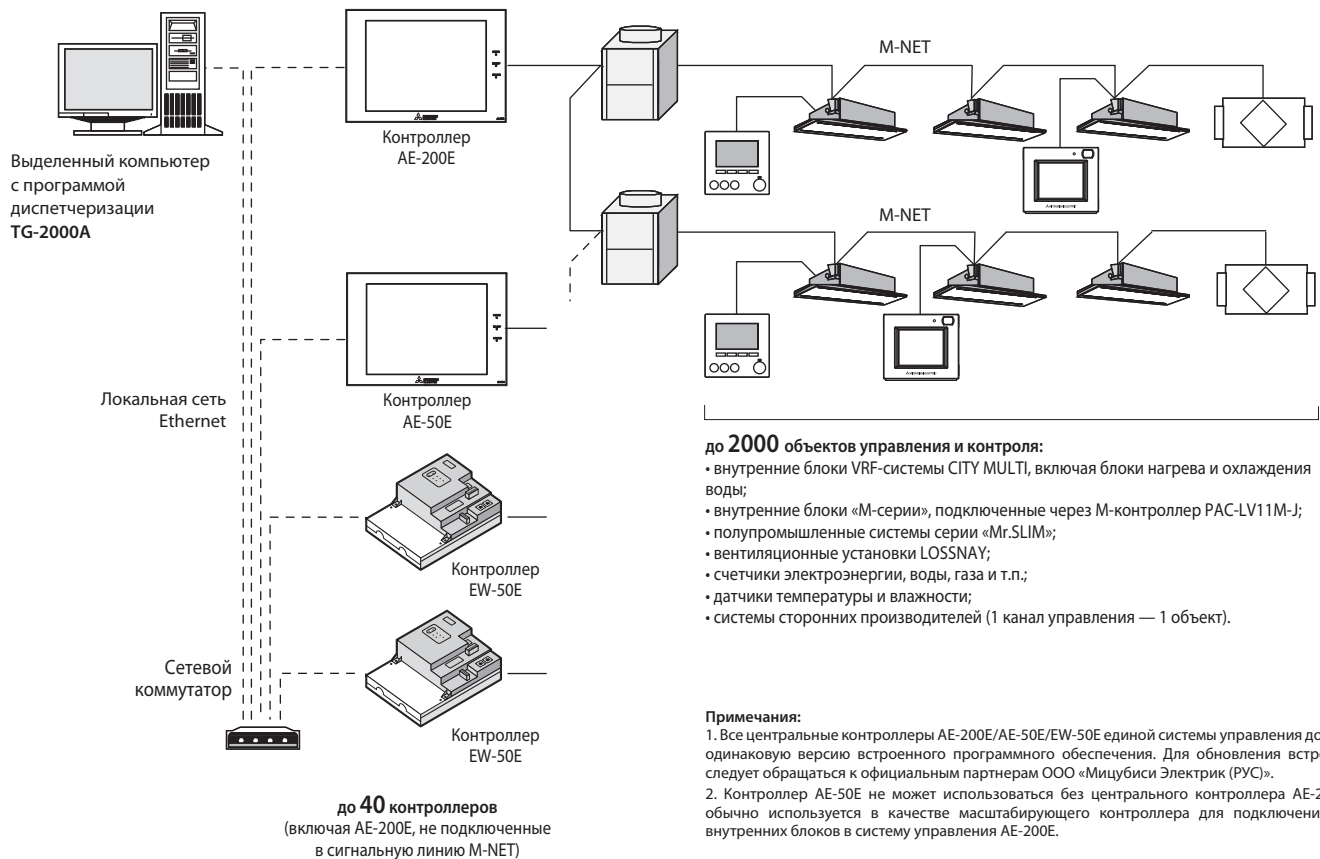 M-NET
Контроллер
AE-200E
Выделенный компьютер
с программой
диспетчеризации
TG-2000A
M-NET
Локальная сеть
Ethernet
Контроллер
AE-50E
Контроллер
EW-50E
Сетевой
коммутатор
Контроллер
EW-50E
до 40 контроллеров
(включая AE-200E, не подключенные
в сигнальную линию M-NET)
до 2000 объектов управления и контроля:
• внутренние блоки VRF-системы CITY MULTI, включая блоки нагрева и охлаждения
воды;
• внутренние блоки «М-серии», подключенные через М-контроллер PAC-LV11M-J;
• полупромышленные системы серии «Mr.SLIM»;
• вентиляционные установки LOSSNAY;
• счетчики электроэнергии, воды, газа и т.п.;
• датчики температуры и влажности;
• системы сторонних производителей (1 канал управления — 1 объект).
Примечания:
1. Все центральные контроллеры AE-200E/AE-50E/EW-50E единой системы управления до
одинаковую версию встроенного программного обеспечения. Для обновления встро
следует обращаться к официальным партнерам ООО «Мицубиси Электрик (РУС)».
2. Контроллер AE-50E не может использоваться без центрального контроллера AE-2
обычно используется в качестве масштабирующего контроллера для подключени
внутренних блоков в систему управления AE-200E.